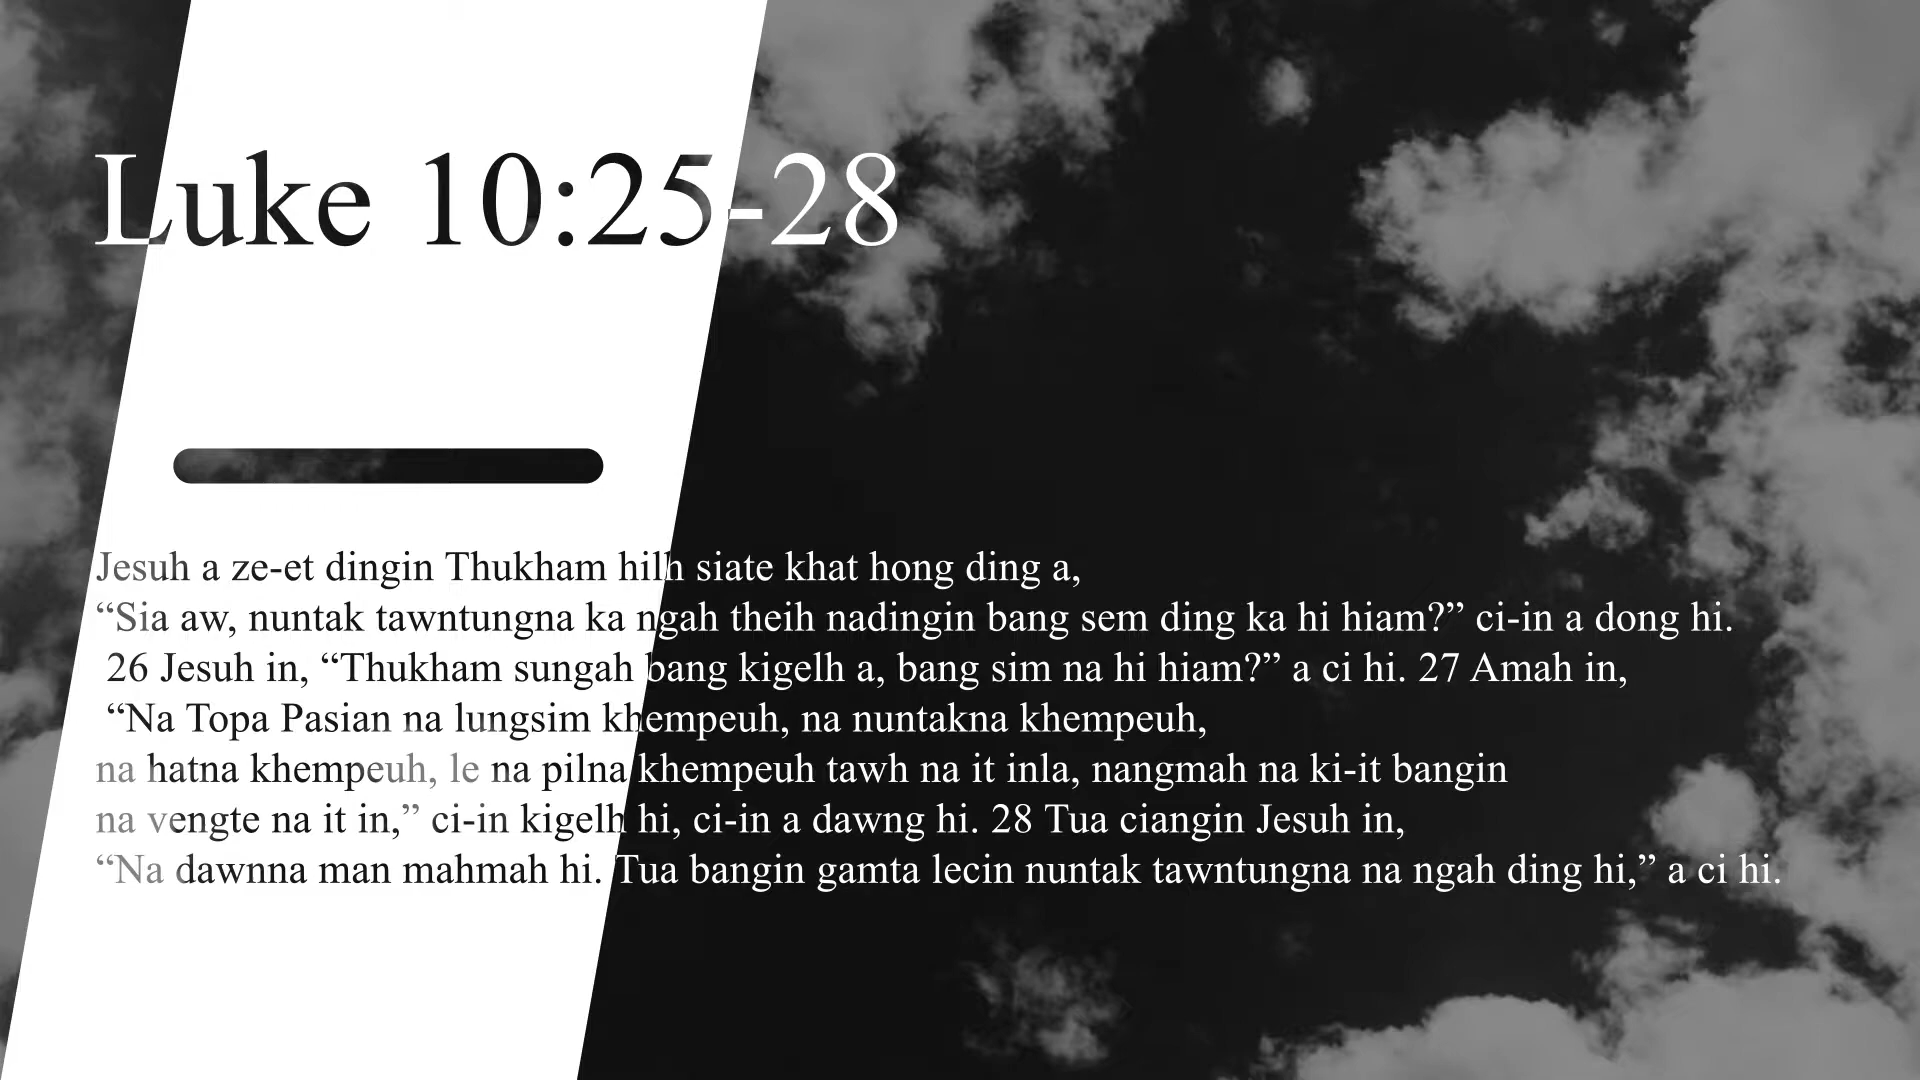 Luke 10:25-28
Jesuh a ze-et dingin Thukham hilh siate khat hong ding a,
“Sia aw, nuntak tawntungna ka ngah theih nadingin bang sem ding ka hi hiam?” ci-in a dong hi.
26 Jesuh in, “Thukham sungah bang kigelh a, bang sim na hi hiam?” a ci hi. 27 Amah in,
“Na Topa Pasian na lungsim khempeuh, na nuntakna khempeuh,
na hatna khempeuh, le na pilna khempeuh tawh na it inla, nangmah na ki-it bangin
na vengte na it in,” ci-in kigelh hi, ci-in a dawng hi. 28 Tua ciangin Jesuh in,
“Na dawnna man mahmah hi. Tua bangin gamta lecin nuntak tawntungna na ngah ding hi,” a ci hi.